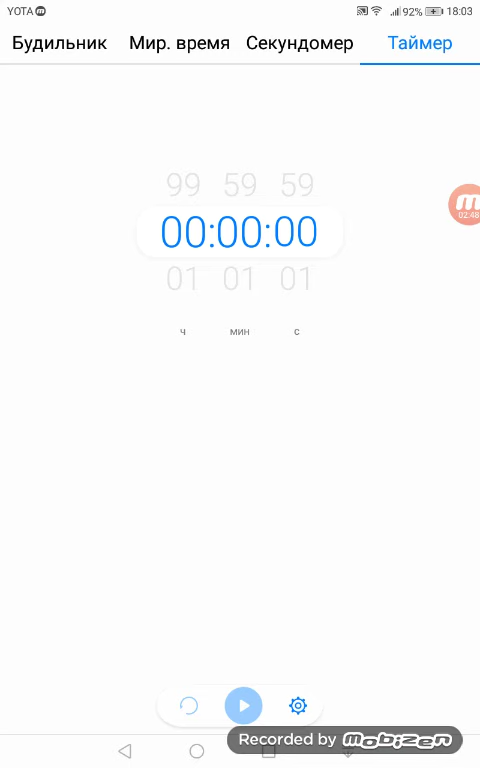 YOTA 92% 18:03
Будильник Мир. время Секундомер Таймер
99 59 59
00:00:00
01 01 01
ч мин с
02:48
Recorded by mobizen